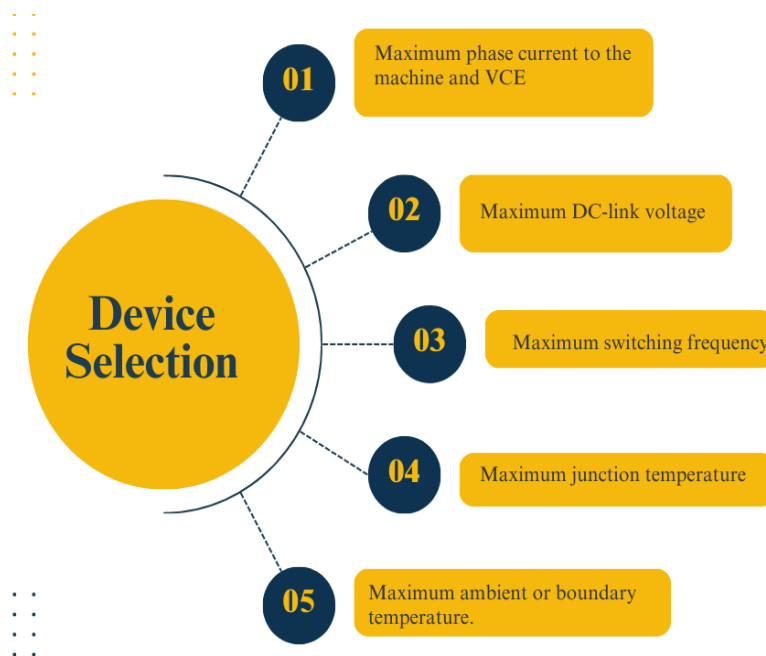 01
Maximum phase current to the
machine and VCE
02
Maximum DC-link voltage
Device
Selection
03
Maximum switching frequency
04
Maximum junction temperature
05
Maximum ambient or boundary
temperature.